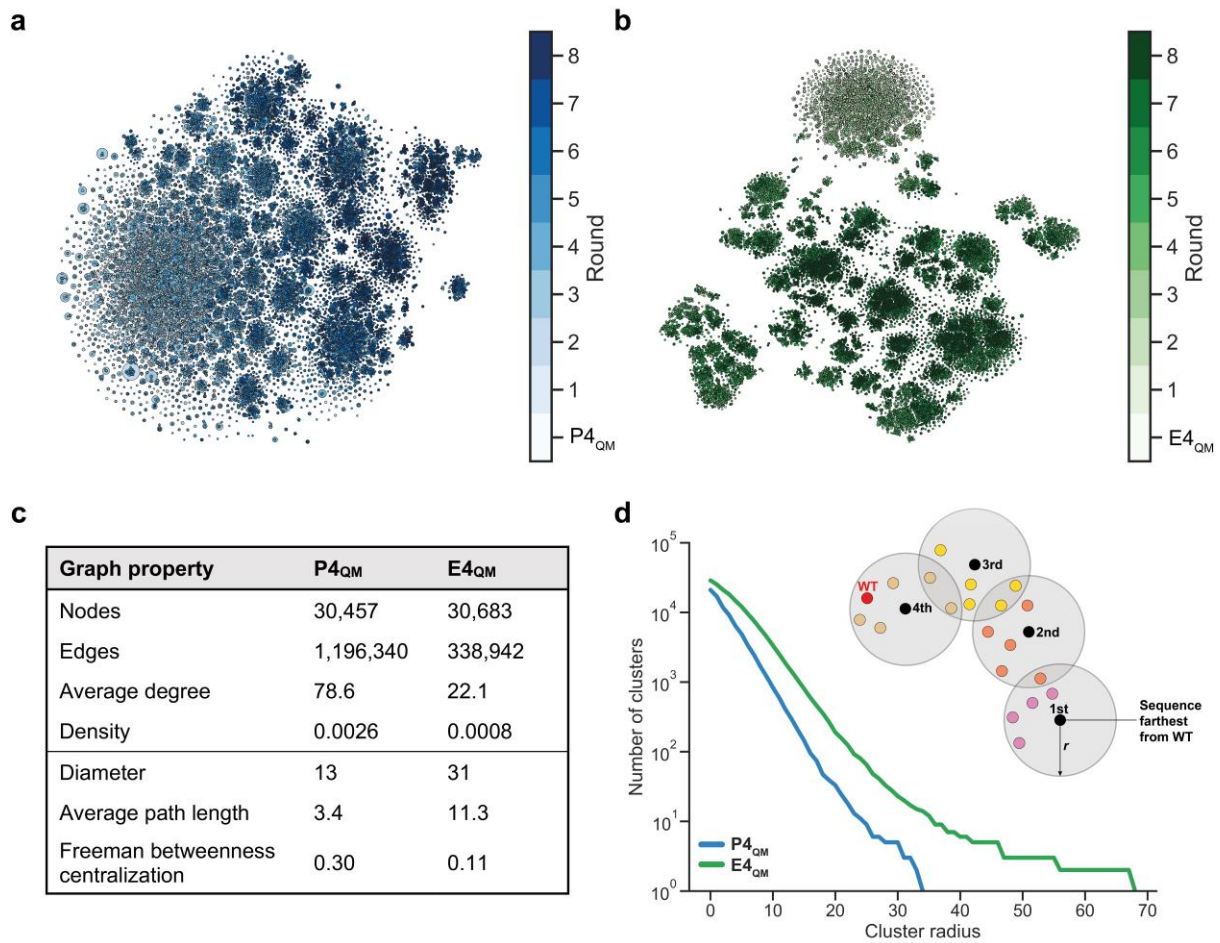 a
8
7
6
5
4
3
2
1
P4QM
Round
b
8
7
6
5
4
3
2
1
E4QM
Round
c
Graph property P4QM E4QM
Nodes 30,457 30,683
Edges 1,196,340 338,942
Average degree 78.6 22.1
Density 0.0026 0.0008
Diameter 13 31
Average path length 3.4 11.3
Freeman betweenness
centralization 0.30 0.11
d
Number of clusters
10^5
10^4
10^3
10^2
10^1
10^0
WT
4th
3rd
2nd
1st
r
Sequence
farthest
from WT
P4QM
E4QM
0 10 20 30 40 50 60 70
Cluster radius